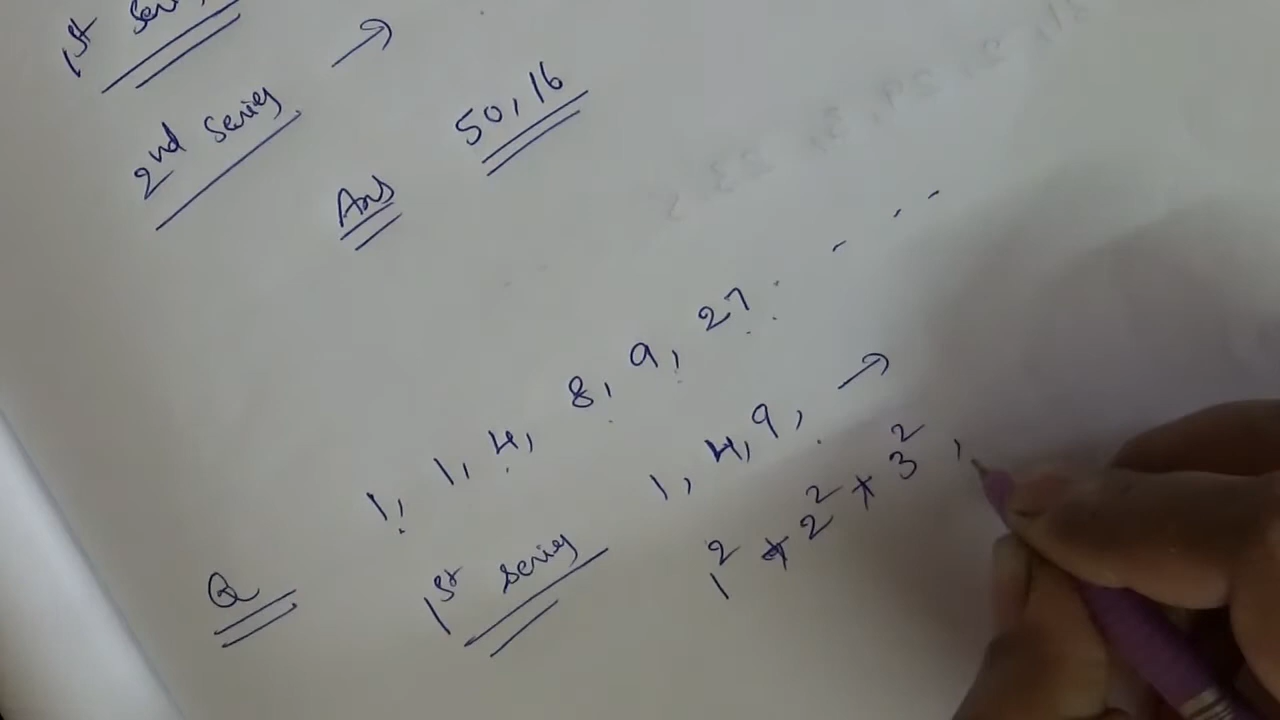 1st Seri
2nd Series →
Ans 50, 16
Q 1, 1, 4, 8, 9, 27, - - -
1st Series 1, 4, 9, →
1² + 2² + 3² ,